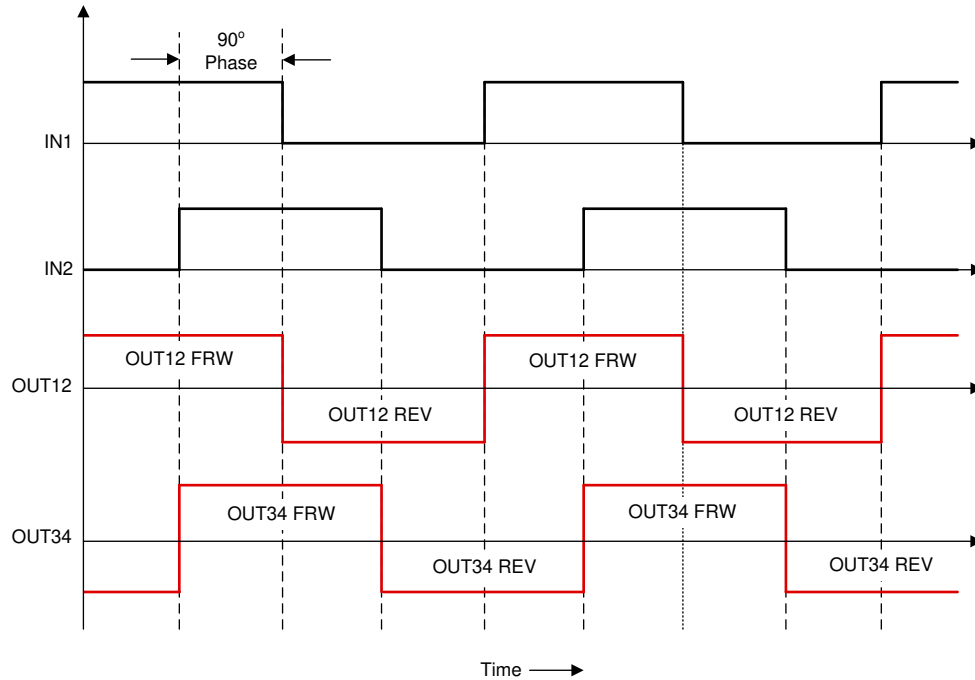 90°
Phase
IN1
IN2
OUT12 FRW
OUT12 FRW
OUT12
OUT12 REV
OUT12 REV
OUT34 FRW
OUT34 FRW
OUT34
OUT34 REV
OUT34 REV
Time